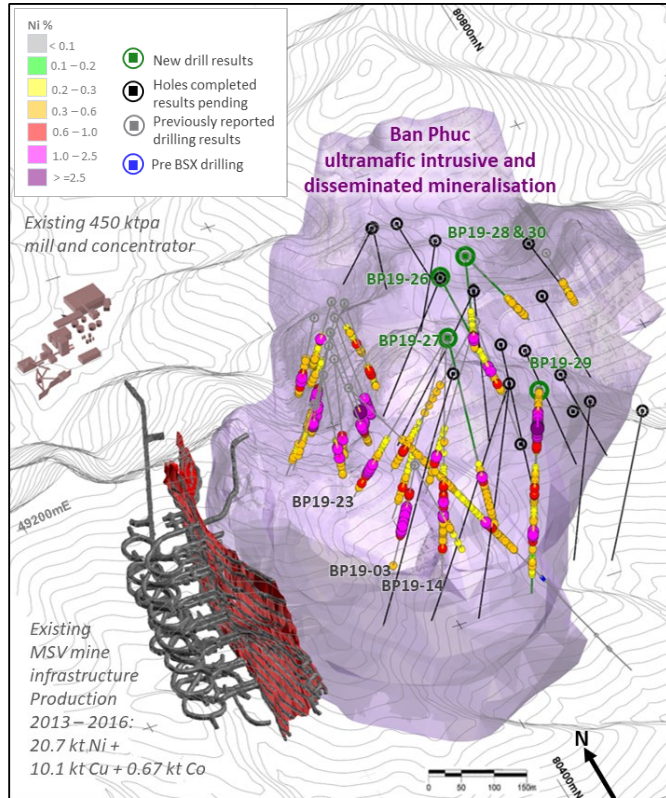 Ni %
< 0.1
0.1 – 0.2
0.2 – 0.3
0.3 – 0.6
0.6 – 1.0
1.0 – 2.5
> =2.5
New drill results
Holes completed
results pending
Previously reported
drilling results
Pre BSX drilling
80800mN
Ban Phuc
ultramafic intrusive and
disseminated mineralisation
Existing 450 ktpa
mill and concentrator
BP19-28 & 30
BP19-26
BP19-27
BP19-29
BP19-23
49200mE
BP19-03
BP19-14
Existing
MSV mine
infrastructure
Production
2013 – 2016:
20.7 kt Ni +
10.1 kt Cu + 0.67 kt Co
N
0 50 100 150m
80400mN